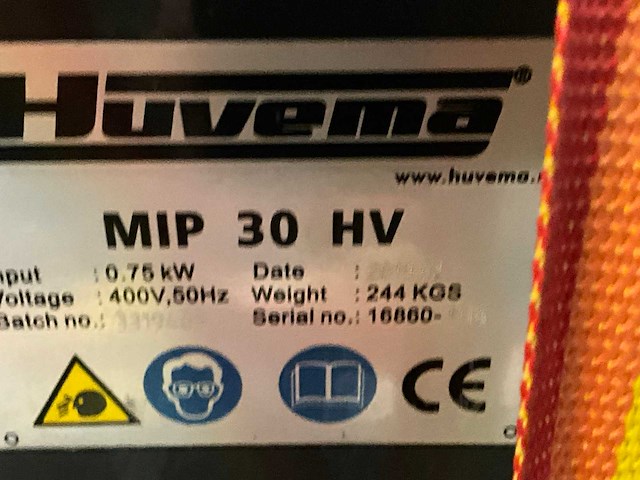 Huvema®
www.huvema.
MIP 30 HV
nput : 0.75 kW Date :
Voltage : 400V,50Hz Weight : 244 KGS
Batch no.: Serial no.: 16860-
CE